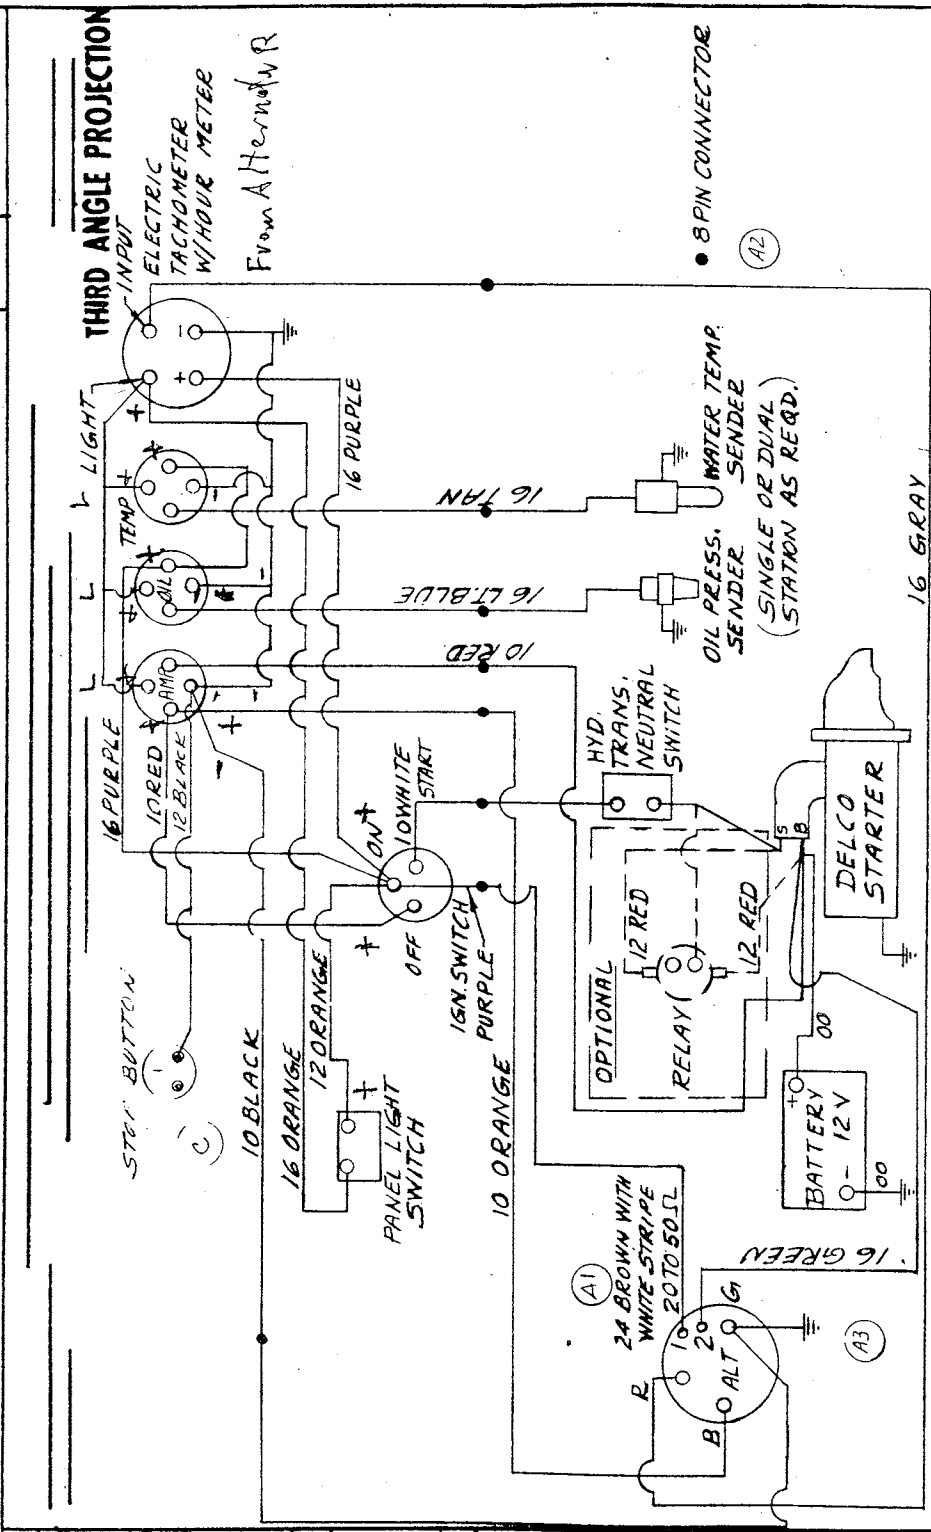 THIRD ANGLE PROJECTION
INPUT
ELECTRIC
TACHOMETER
W/HOUR METER
From Alternator R
LIGHT
+
+
-
L
TEMP
+
+
-
L
OIL
+
+
-
L
AMP
+
+
-
-
+
16 PURPLE
10 RED
12 BLACK
16 PURPLE
STOP BUTTON
C
10 BLACK
16 ORANGE
12 ORANGE
PANEL LIGHT
SWITCH
+
ON +
10 WHITE
START
OFF
+
IGN. SWITCH
PURPLE
10 ORANGE
16 TAN
16 LT. BLUE
10 RED
• 8 PIN CONNECTOR
A2
WATER TEMP.
SENDER
OIL PRESS.
SENDER
(SINGLE OR DUAL
STATION AS REQD.)
HYD.
TRANS.
NEUTRAL
SWITCH
OPTIONAL
12 RED
RELAY
12 RED
S
B
DELCO
STARTER
16 GRAY
00
BATTERY
+
- 12V
00
16 GREEN
A1
24 BROWN WITH
WHITE STRIPE
20 TO 50 Ω
R
1
2
G
ALT
B
A3